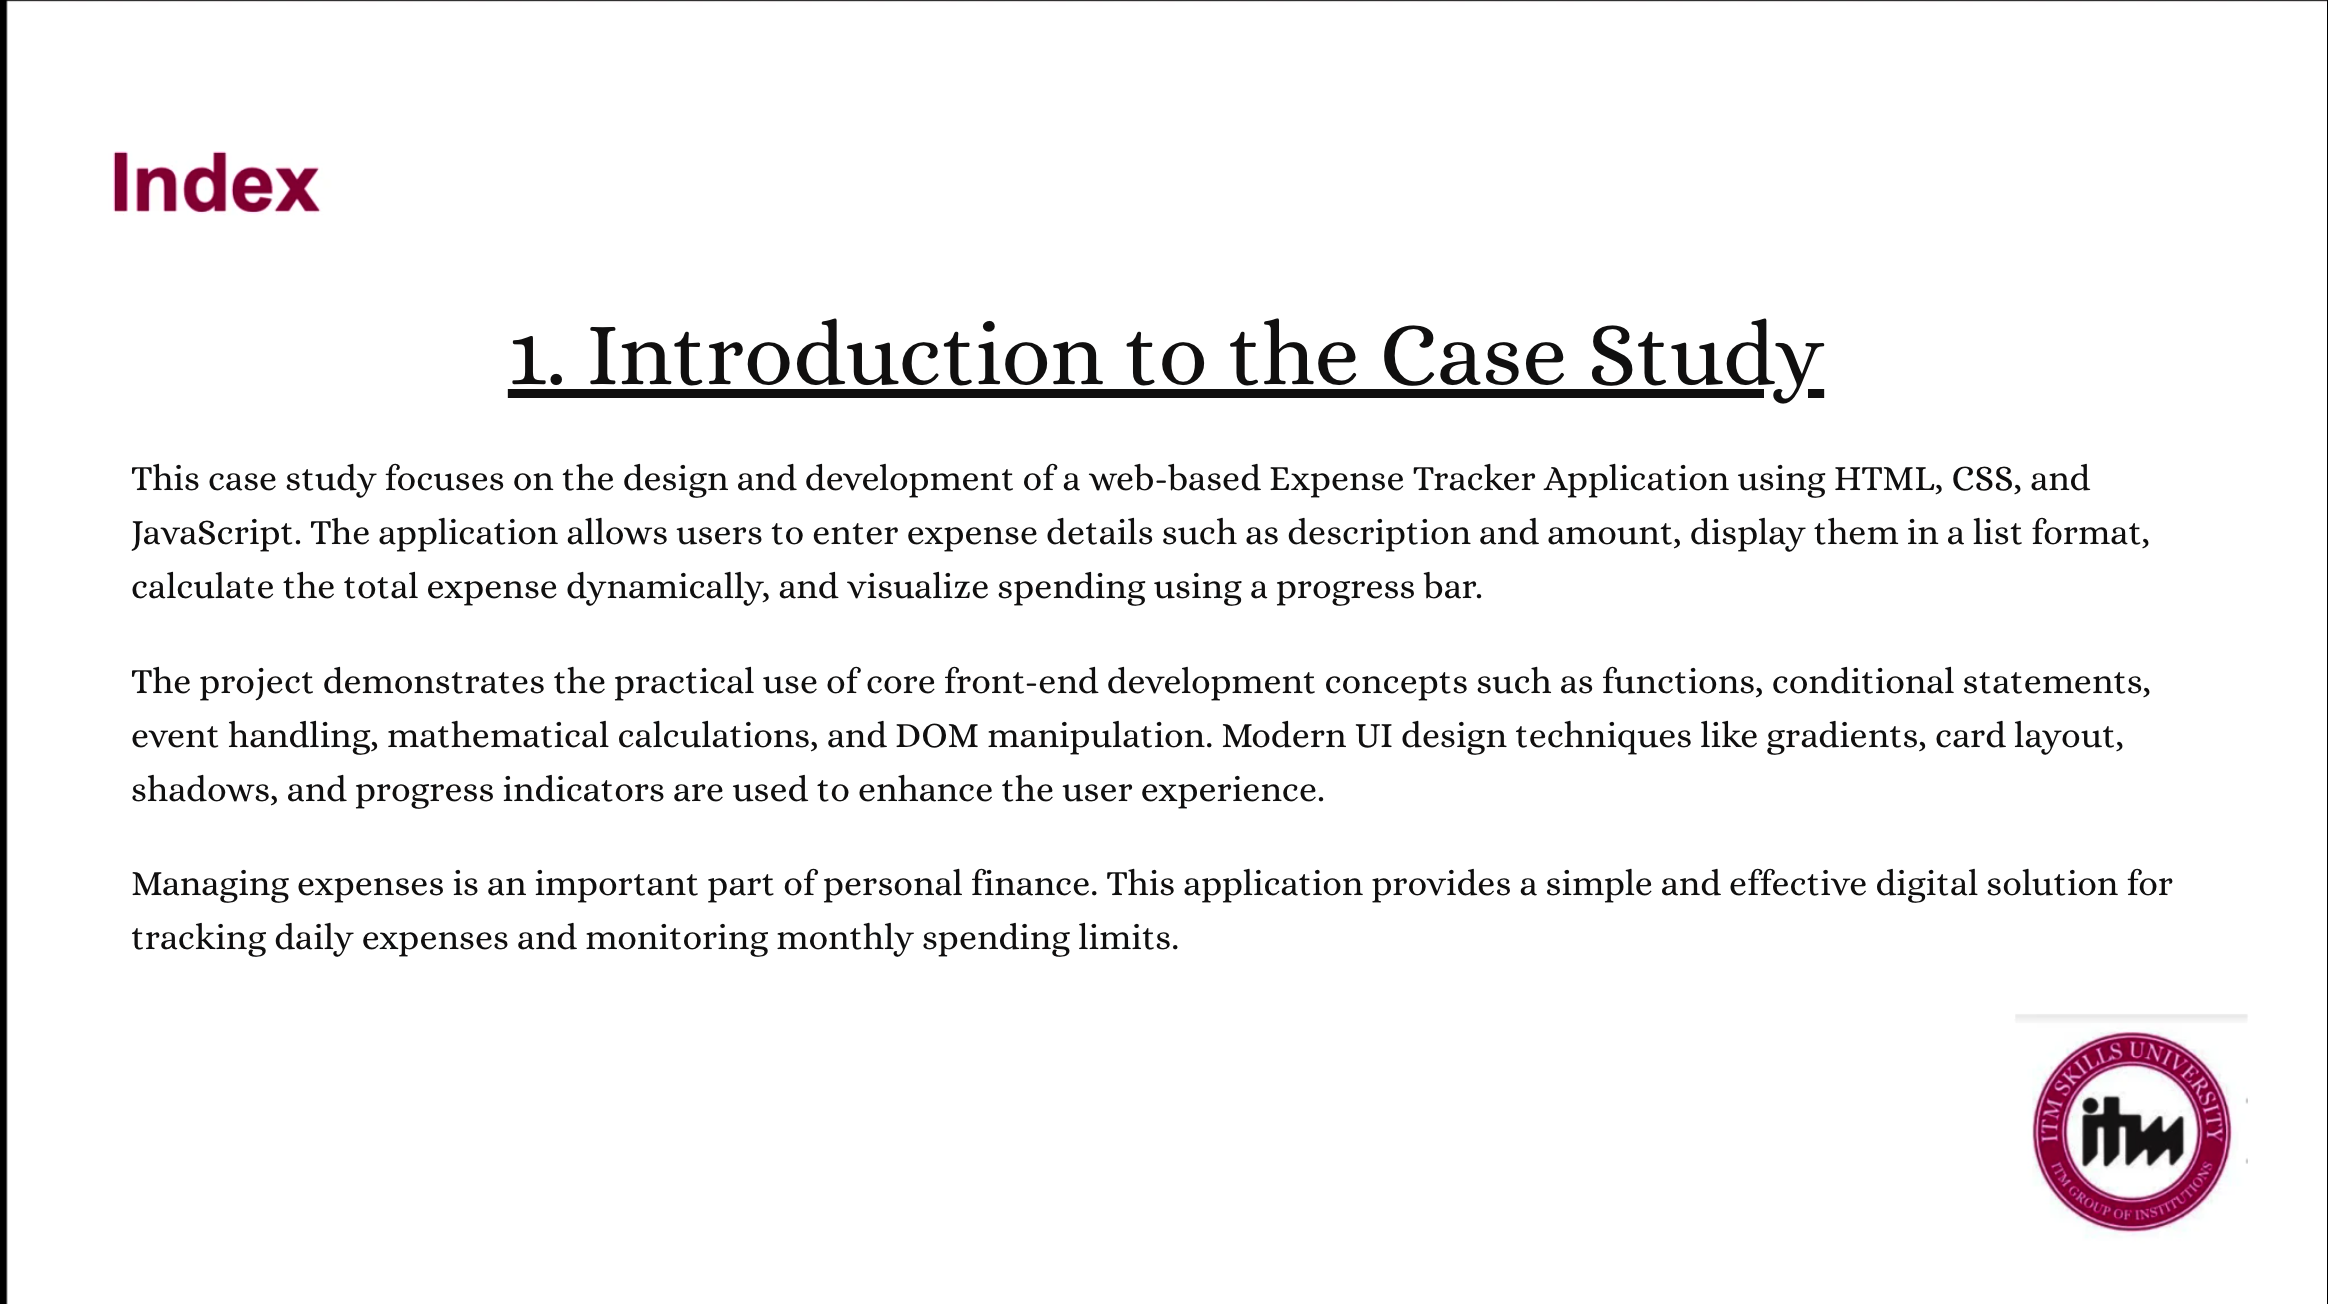 Index
1. Introduction to the Case Study
This case study focuses on the design and development of a web-based Expense Tracker Application using HTML, CSS, and
JavaScript. The application allows users to enter expense details such as description and amount, display them in a list format,
calculate the total expense dynamically, and visualize spending using a progress bar.
The project demonstrates the practical use of core front-end development concepts such as functions, conditional statements,
event handling, mathematical calculations, and DOM manipulation. Modern UI design techniques like gradients, card layout,
shadows, and progress indicators are used to enhance the user experience.
Managing expenses is an important part of personal finance. This application provides a simple and effective digital solution for
tracking daily expenses and monitoring monthly spending limits.
ITM SKILLS UNIVERSITY
itm
ITM GROUP OF INSTITUTIONS